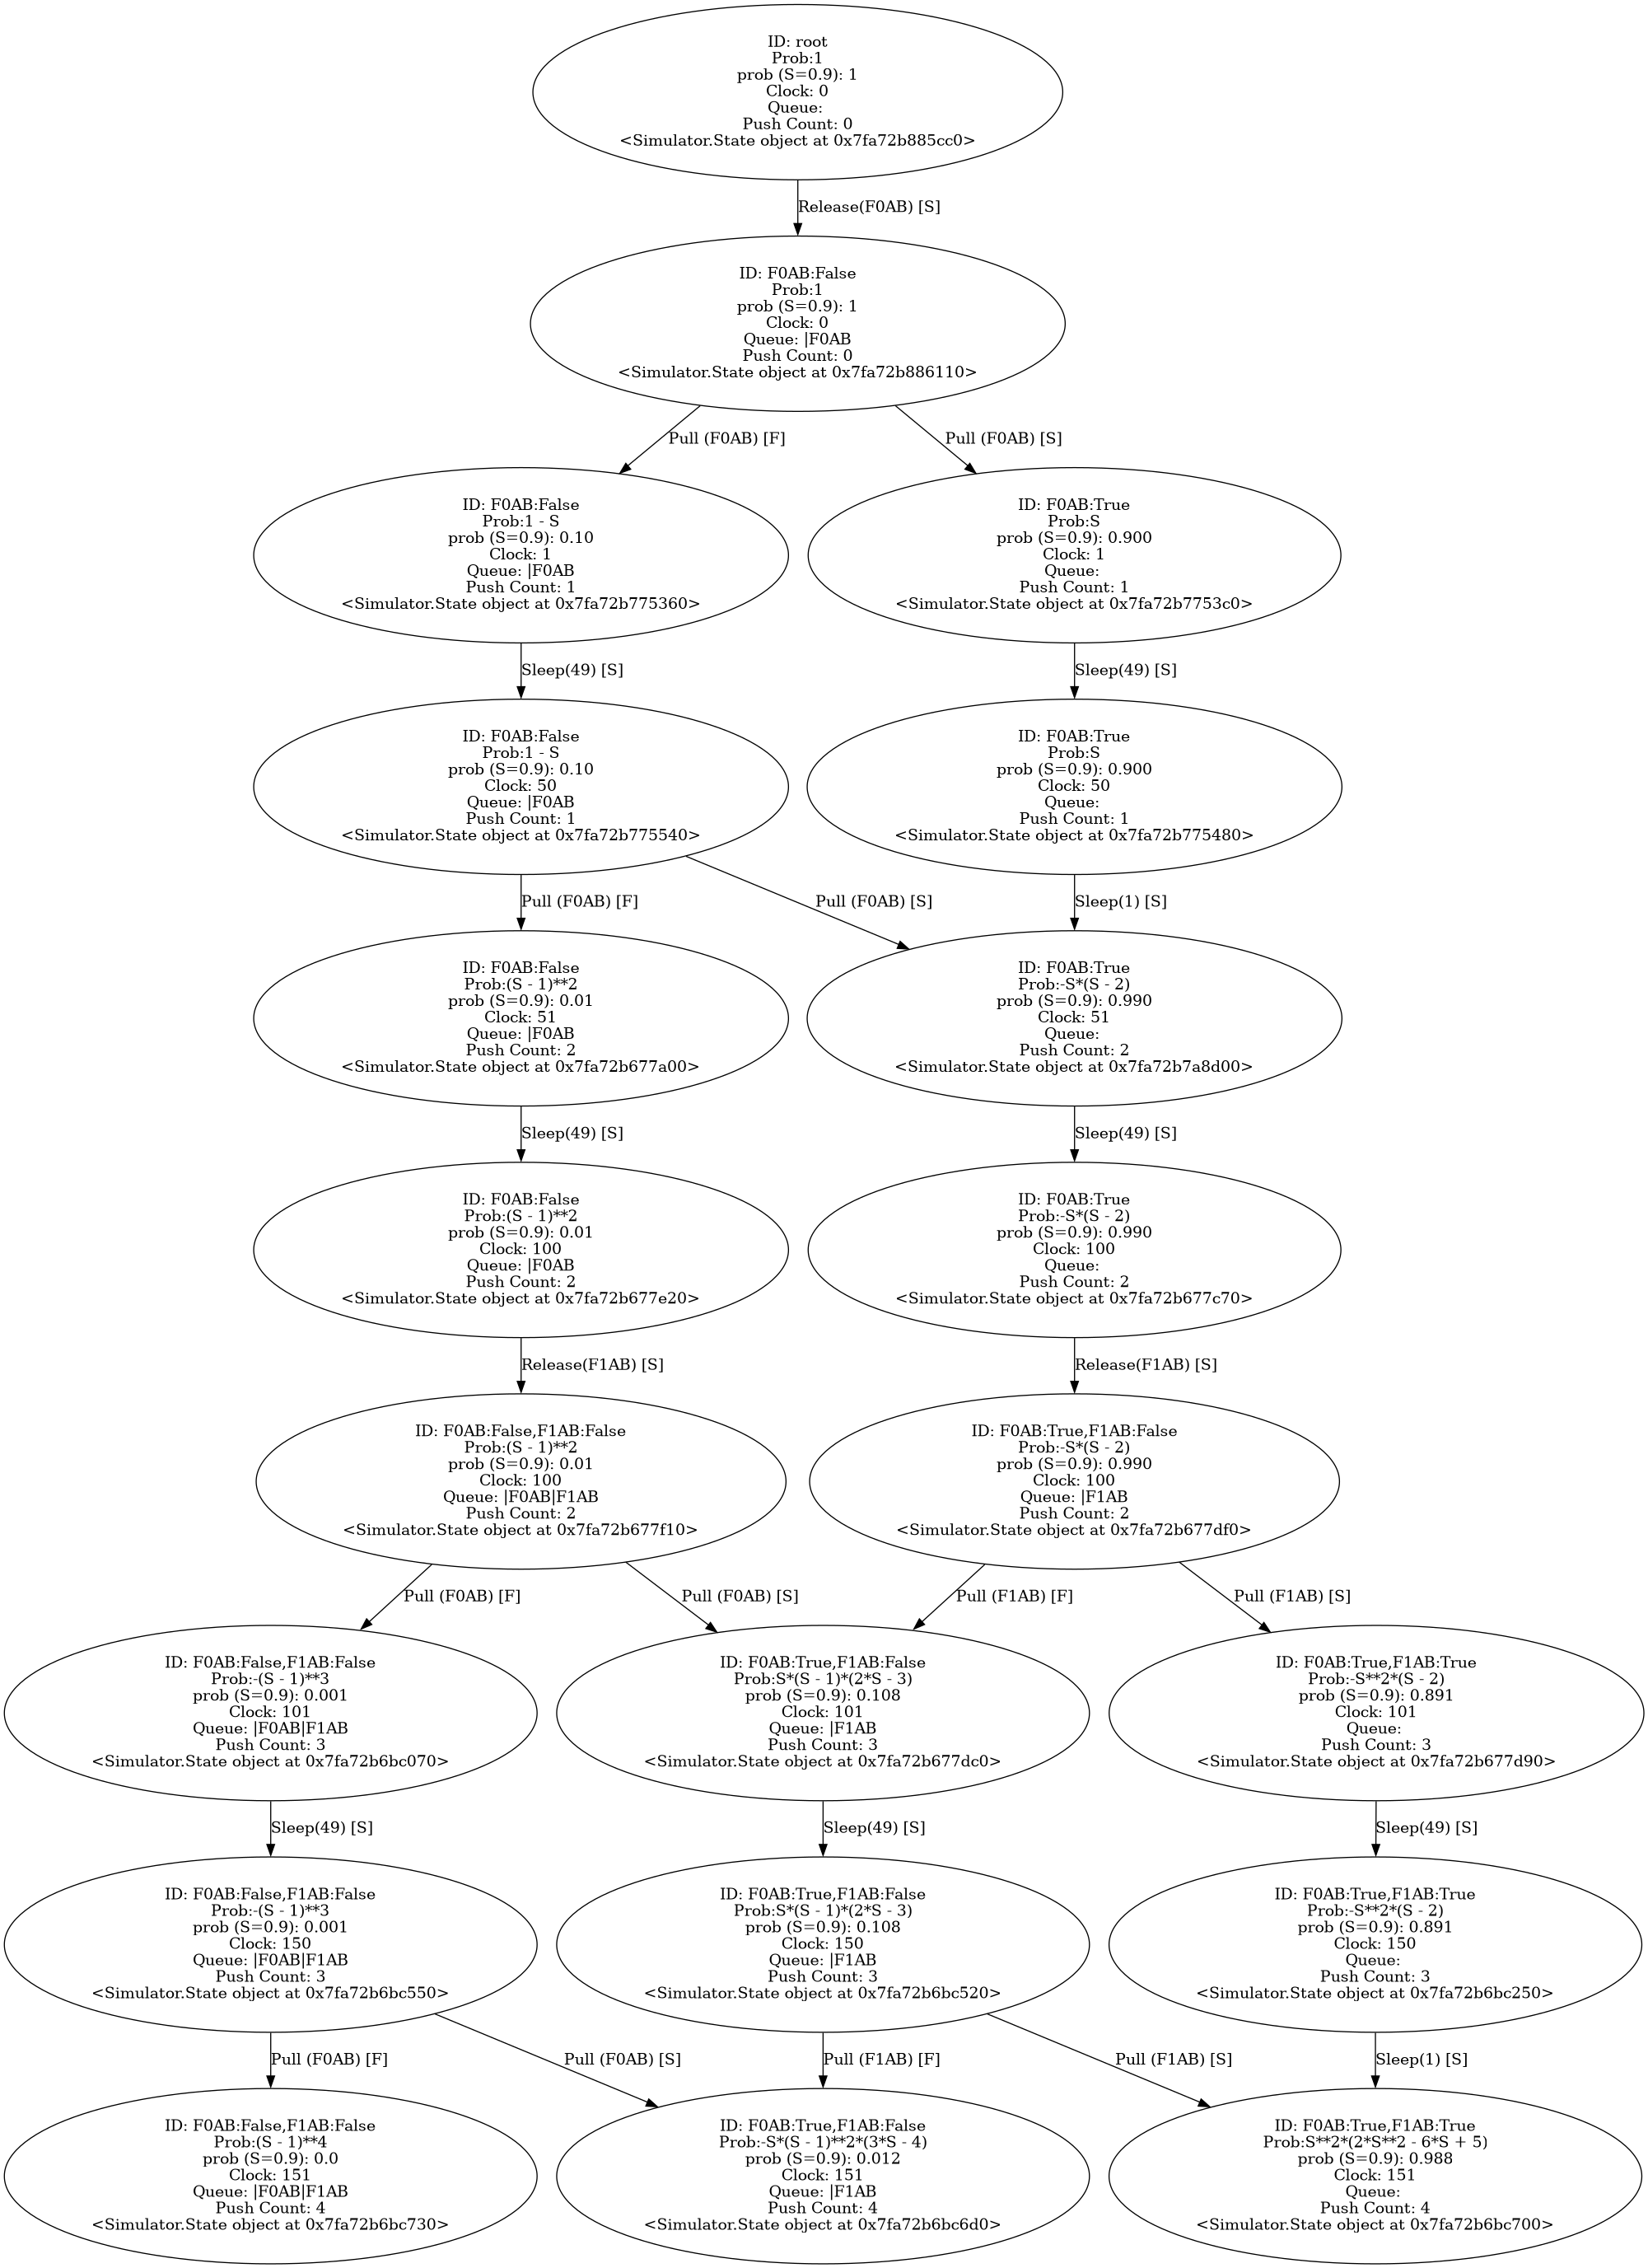 ID: root
Prob:1
prob (S=0.9): 1
Clock: 0
Queue:
Push Count: 0
<Simulator.State object at 0x7fa72b885cc0>
Release(F0AB) [S]
ID: F0AB:False
Prob:1
prob (S=0.9): 1
Clock: 0
Queue: |F0AB
Push Count: 0
<Simulator.State object at 0x7fa72b886110>
Pull (F0AB) [F]
Pull (F0AB) [S]
ID: F0AB:False
Prob:1 - S
prob (S=0.9): 0.10
Clock: 1
Queue: |F0AB
Push Count: 1
<Simulator.State object at 0x7fa72b775360>
ID: F0AB:True
Prob:S
prob (S=0.9): 0.900
Clock: 1
Queue:
Push Count: 1
<Simulator.State object at 0x7fa72b7753c0>
Sleep(49) [S]
Sleep(49) [S]
ID: F0AB:False
Prob:1 - S
prob (S=0.9): 0.10
Clock: 50
Queue: |F0AB
Push Count: 1
<Simulator.State object at 0x7fa72b775540>
ID: F0AB:True
Prob:S
prob (S=0.9): 0.900
Clock: 50
Queue:
Push Count: 1
<Simulator.State object at 0x7fa72b775480>
Pull (F0AB) [F]
Pull (F0AB) [S]
Sleep(1) [S]
ID: F0AB:False
Prob:(S - 1)**2
prob (S=0.9): 0.01
Clock: 51
Queue: |F0AB
Push Count: 2
<Simulator.State object at 0x7fa72b677a00>
ID: F0AB:True
Prob:-S*(S - 2)
prob (S=0.9): 0.990
Clock: 51
Queue:
Push Count: 2
<Simulator.State object at 0x7fa72b7a8d00>
Sleep(49) [S]
Sleep(49) [S]
ID: F0AB:False
Prob:(S - 1)**2
prob (S=0.9): 0.01
Clock: 100
Queue: |F0AB
Push Count: 2
<Simulator.State object at 0x7fa72b677e20>
ID: F0AB:True
Prob:-S*(S - 2)
prob (S=0.9): 0.990
Clock: 100
Queue:
Push Count: 2
<Simulator.State object at 0x7fa72b677c70>
Release(F1AB) [S]
Release(F1AB) [S]
ID: F0AB:False,F1AB:False
Prob:(S - 1)**2
prob (S=0.9): 0.01
Clock: 100
Queue: |F0AB|F1AB
Push Count: 2
<Simulator.State object at 0x7fa72b677f10>
ID: F0AB:True,F1AB:False
Prob:-S*(S - 2)
prob (S=0.9): 0.990
Clock: 100
Queue: |F1AB
Push Count: 2
<Simulator.State object at 0x7fa72b677df0>
Pull (F0AB) [F]
Pull (F0AB) [S]
Pull (F1AB) [F]
Pull (F1AB) [S]
ID: F0AB:False,F1AB:False
Prob:-(S - 1)**3
prob (S=0.9): 0.001
Clock: 101
Queue: |F0AB|F1AB
Push Count: 3
<Simulator.State object at 0x7fa72b6bc070>
ID: F0AB:True,F1AB:False
Prob:S*(S - 1)*(2*S - 3)
prob (S=0.9): 0.108
Clock: 101
Queue: |F1AB
Push Count: 3
<Simulator.State object at 0x7fa72b677dc0>
ID: F0AB:True,F1AB:True
Prob:-S**2*(S - 2)
prob (S=0.9): 0.891
Clock: 101
Queue:
Push Count: 3
<Simulator.State object at 0x7fa72b677d90>
Sleep(49) [S]
Sleep(49) [S]
Sleep(49) [S]
ID: F0AB:False,F1AB:False
Prob:-(S - 1)**3
prob (S=0.9): 0.001
Clock: 150
Queue: |F0AB|F1AB
Push Count: 3
<Simulator.State object at 0x7fa72b6bc550>
ID: F0AB:True,F1AB:False
Prob:S*(S - 1)*(2*S - 3)
prob (S=0.9): 0.108
Clock: 150
Queue: |F1AB
Push Count: 3
<Simulator.State object at 0x7fa72b6bc520>
ID: F0AB:True,F1AB:True
Prob:-S**2*(S - 2)
prob (S=0.9): 0.891
Clock: 150
Queue:
Push Count: 3
<Simulator.State object at 0x7fa72b6bc250>
Pull (F0AB) [F]
Pull (F0AB) [S]
Pull (F1AB) [F]
Pull (F1AB) [S]
Sleep(1) [S]
ID: F0AB:False,F1AB:False
Prob:(S - 1)**4
prob (S=0.9): 0.0
Clock: 151
Queue: |F0AB|F1AB
Push Count: 4
<Simulator.State object at 0x7fa72b6bc730>
ID: F0AB:True,F1AB:False
Prob:-S*(S - 1)**2*(3*S - 4)
prob (S=0.9): 0.012
Clock: 151
Queue: |F1AB
Push Count: 4
<Simulator.State object at 0x7fa72b6bc6d0>
ID: F0AB:True,F1AB:True
Prob:S**2*(2*S**2 - 6*S + 5)
prob (S=0.9): 0.988
Clock: 151
Queue:
Push Count: 4
<Simulator.State object at 0x7fa72b6bc700>